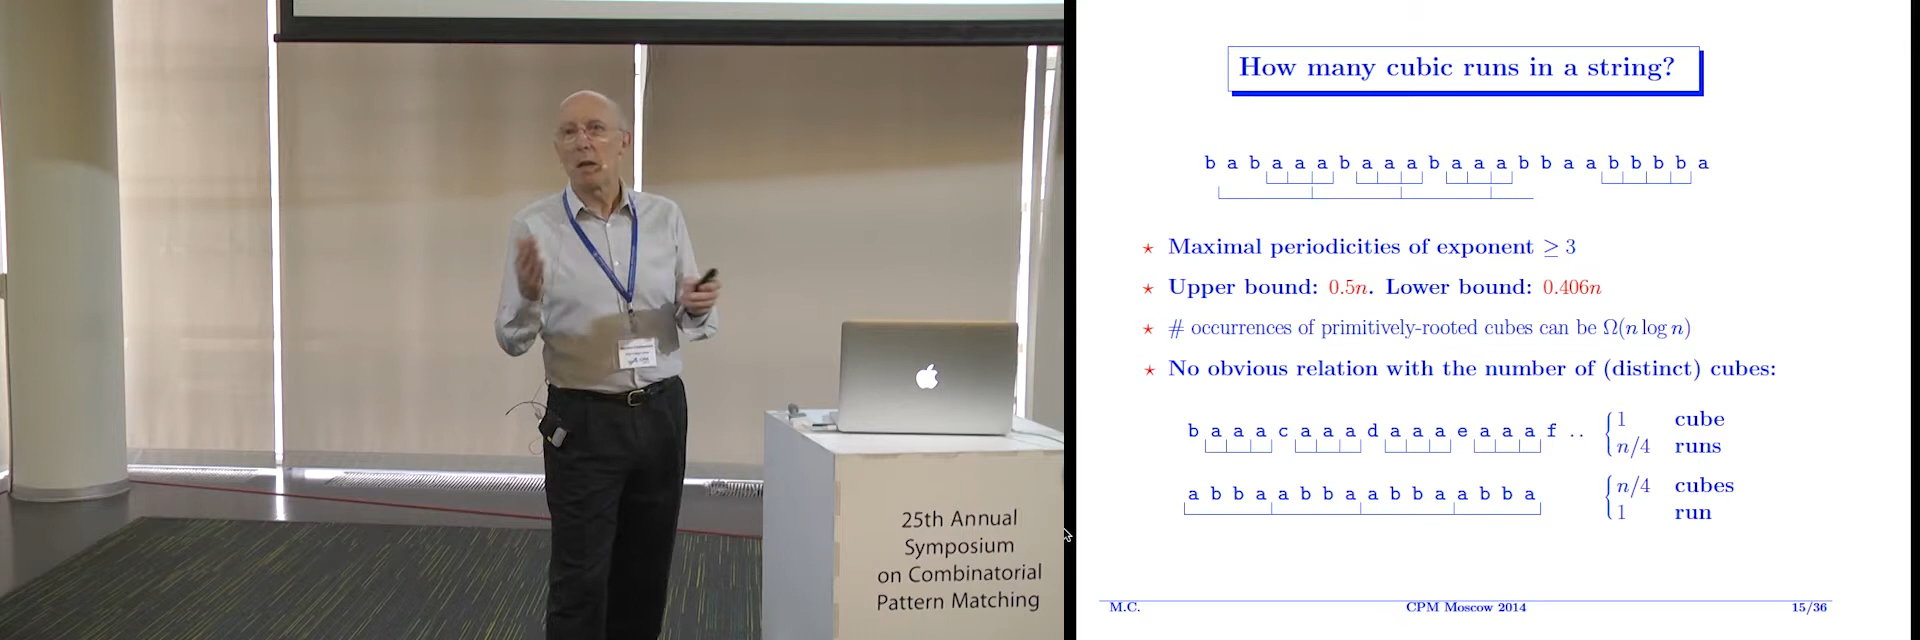 25th Annual
Symposium
on Combinatorial
Pattern Matching
How many cubic runs in a string?
b a b a a a b a a a b a a a b b a a b b b b a
⋆ Maximal periodicities of exponent ≥ 3
⋆ Upper bound: 0.5n. Lower bound: 0.406n
⋆ # occurrences of primitively-rooted cubes can be Ω(n log n)
⋆ No obvious relation with the number of (distinct) cubes:
b a a a c a a a d a a a e a a a f ..
1 cube
n/4 runs
a b b a a b b a a b b a a b b a
n/4 cubes
1 run
M.C. CPM Moscow 2014 15/36